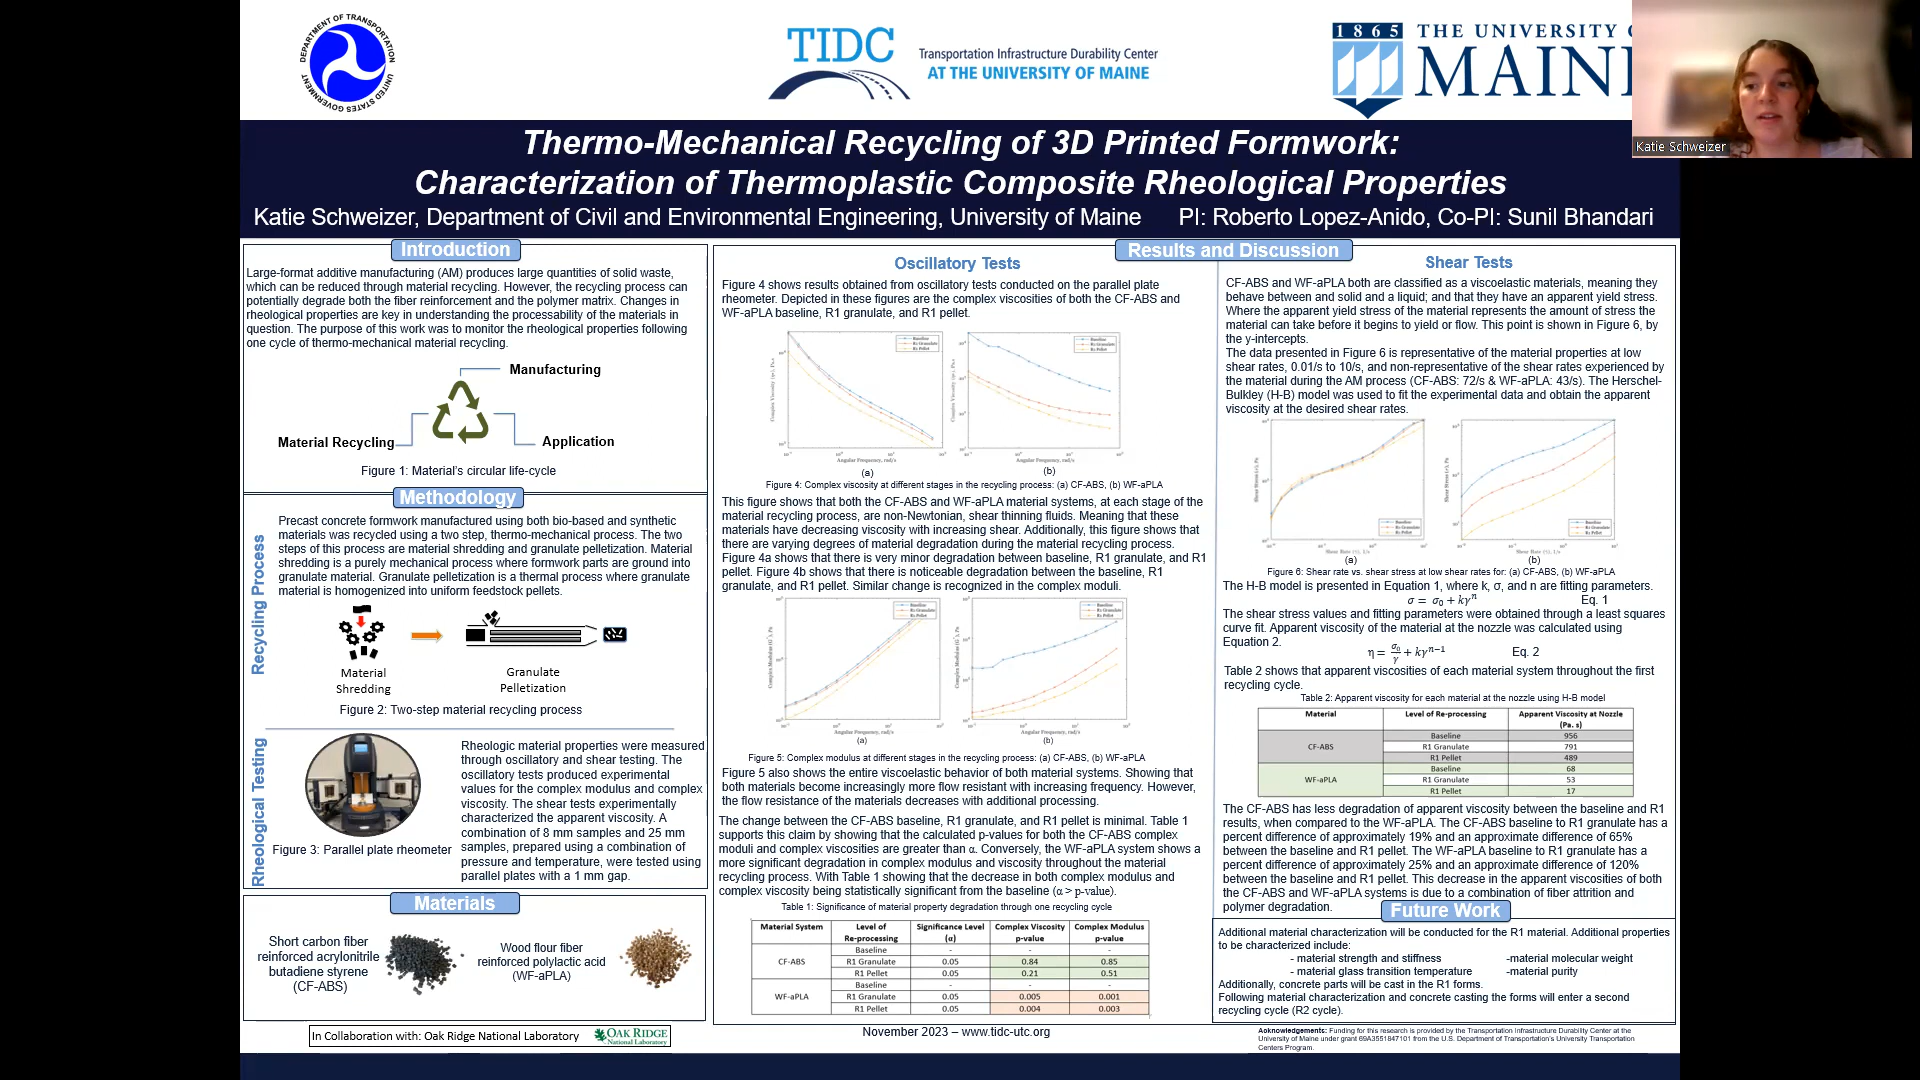 DEPARTMENT OF TRANSPORTATION
UNITED STATES GOVERNMENT
TIDC
Transportation Infrastructure Durability Center
AT THE UNIVERSITY OF MAINE
1865
THE UNIVERSITY
MAIN
Katie Schweizer
Thermo-Mechanical Recycling of 3D Printed Formwork:
Characterization of Thermoplastic Composite Rheological Properties
Katie Schweizer, Department of Civil and Environmental Engineering, University of Maine PI: Roberto Lopez-Anido, Co-PI: Sunil Bhandari
Introduction
Large-format additive manufacturing (AM) produces large quantities of solid waste,
which can be reduced through material recycling. However, the recycling process can
potentially degrade both the fiber reinforcement and the polymer matrix. Changes in
rheological properties are key in understanding the processability of the materials in
question. The purpose of this work was to monitor the rheological properties following
one cycle of thermo-mechanical material recycling.
Manufacturing
Material Recycling
Application
Figure 1: Material's circular life-cycle
Methodology
Recycling Process
Precast concrete formwork manufactured using both bio-based and synthetic
materials was recycled using a two step, thermo-mechanical process. The two
steps of this process are material shredding and granulate pelletization. Material
shredding is a purely mechanical process where formwork parts are ground into
granulate material. Granulate pelletization is a thermal process where granulate
material is homogenized into uniform feedstock pellets.
Material
Shredding
Granulate
Pelletization
Figure 2: Two-step material recycling process
Rheological Testing
Figure 3: Parallel plate rheometer
Rheologic material properties were measured
through oscillatory and shear testing. The
oscillatory tests produced experimental
values for the complex modulus and complex
viscosity. The shear tests experimentally
characterized the apparent viscosity. A
combination of 8 mm samples and 25 mm
samples, prepared using a combination of
pressure and temperature, were tested using
parallel plates with a 1 mm gap.
Materials
Short carbon fiber
reinforced acrylonitrile
butadiene styrene
(CF-ABS)
Wood flour fiber
reinforced polylactic acid
(WF-aPLA)
In Collaboration with: Oak Ridge National Laboratory
OAK RIDGE
National Laboratory
Results and Discussion
Oscillatory Tests
Figure 4 shows results obtained from oscillatory tests conducted on the parallel plate
rheometer. Depicted in these figures are the complex viscosities of both the CF-ABS and
WF-aPLA baseline, R1 granulate, and R1 pellet.
Baseline
R1 Granulate
R1 Pellet
Baseline
R1 Granulate
R1 Pellet
Angular Frequency, rad/s
Angular Frequency, rad/s
(a)
(b)
Figure 4: Complex viscosity at different stages in the recycling process: (a) CF-ABS, (b) WF-aPLA
This figure shows that both the CF-ABS and WF-aPLA material systems, at each stage of the
material recycling process, are non-Newtonian, shear thinning fluids. Meaning that these
materials have decreasing viscosity with increasing shear. Additionally, this figure shows that
there are varying degrees of material degradation during the material recycling process.
Figure 4a shows that there is very minor degradation between baseline, R1 granulate, and R1
pellet. Figure 4b shows that there is noticeable degradation between the baseline, R1
granulate, and R1 pellet. Similar change is recognized in the complex moduli.
Baseline
R1 Granulate
R1 Pellet
Baseline
R1 Granulate
R1 Pellet
Angular Frequency, rad/s
Angular Frequency, rad/s
(a)
(b)
Figure 5: Complex modulus at different stages in the recycling process: (a) CF-ABS, (b) WF-aPLA
Figure 5 also shows the entire viscoelastic behavior of both material systems. Showing that
both materials become increasingly more flow resistant with increasing frequency. However,
the flow resistance of the materials decreases with additional processing.
The change between the CF-ABS baseline, R1 granulate, and R1 pellet is minimal. Table 1
supports this claim by showing that the calculated p-values for both the CF-ABS complex
moduli and complex viscosities are greater than α. Conversely, the WF-aPLA system shows a
more significant degradation in complex modulus and viscosity throughout the material
recycling process. With Table 1 showing that the decrease in both complex modulus and
complex viscosity being statistically significant from the baseline (α > p-value).
Table 1: Significance of material property degradation through one recycling cycle
Material System Level of Re-processing Significance Level (α) Complex Viscosity p-value Complex Modulus p-value
CF-ABS
Baseline - - -
R1 Granulate 0.05 0.84 0.85
R1 Pellet 0.05 0.21 0.51
WF-aPLA
Baseline - - -
R1 Granulate 0.05 0.005 0.001
R1 Pellet 0.05 0.004 0.003
November 2023 – www.tidc-utc.org
Shear Tests
CF-ABS and WF-aPLA both are classified as a viscoelastic materials, meaning they
behave between and solid and a liquid; and that they have an apparent yield stress.
Where the apparent yield stress of the material represents the amount of stress the
material can take before it begins to yield or flow. This point is shown in Figure 6, by
the y-intercepts.
The data presented in Figure 6 is representative of the material properties at low
shear rates, 0.01/s to 10/s, and non-representative of the shear rates experienced by
the material during the AM process (CF-ABS: 72/s & WF-aPLA: 43/s). The Herschel-
Bulkley (H-B) model was used to fit the experimental data and obtain the apparent
viscosity at the desired shear rates.
Baseline
R1 Granulate
R1 Pellet
Baseline
R1 Granulate
R1 Pellet
(a)
(b)
Figure 6: Shear rate vs. shear stress at low shear rates for: (a) CF-ABS, (b) WF-aPLA
The H-B model is presented in Equation 1, where k, σ, and n are fitting parameters.
σ = σ₀ + kγⁿ Eq. 1
The shear stress values and fitting parameters were obtained through a least squares
curve fit. Apparent viscosity of the material at the nozzle was calculated using
Equation 2.
η = σ₀/γ + kγⁿ⁻¹ Eq. 2
Table 2 shows that apparent viscosities of each material system throughout the first
recycling cycle.
Table 2: Apparent viscosity for each material at the nozzle using H-B model
Material Level of Re-processing Apparent Viscosity at Nozzle (Pa. s)
CF-ABS
Baseline 956
R1 Granulate 791
R1 Pellet 489
WF-aPLA
Baseline 68
R1 Granulate 53
R1 Pellet 17
The CF-ABS has less degradation of apparent viscosity between the baseline and R1
results, when compared to the WF-aPLA. The CF-ABS baseline to R1 granulate has a
percent difference of approximately 19% and an approximate difference of 65%
between the baseline and R1 pellet. The WF-aPLA baseline to R1 granulate has a
percent difference of approximately 25% and an approximate difference of 120%
between the baseline and R1 pellet. This decrease in the apparent viscosities of both
the CF-ABS and WF-aPLA systems is due to a combination of fiber attrition and
polymer degradation.
Future Work
Additional material characterization will be conducted for the R1 material. Additional properties
to be characterized include:
- material strength and stiffness -material molecular weight
- material glass transition temperature -material purity
Additionally, concrete parts will be cast in the R1 forms.
Following material characterization and concrete casting the forms will enter a second
recycling cycle (R2 cycle).
Acknowledgements: Funding for this research is provided by the Transportation Infrastructure Durability Center at the
University of Maine under grant 69A3551847101 from the U.S. Department of Transportation's University Transportation
Centers Program.